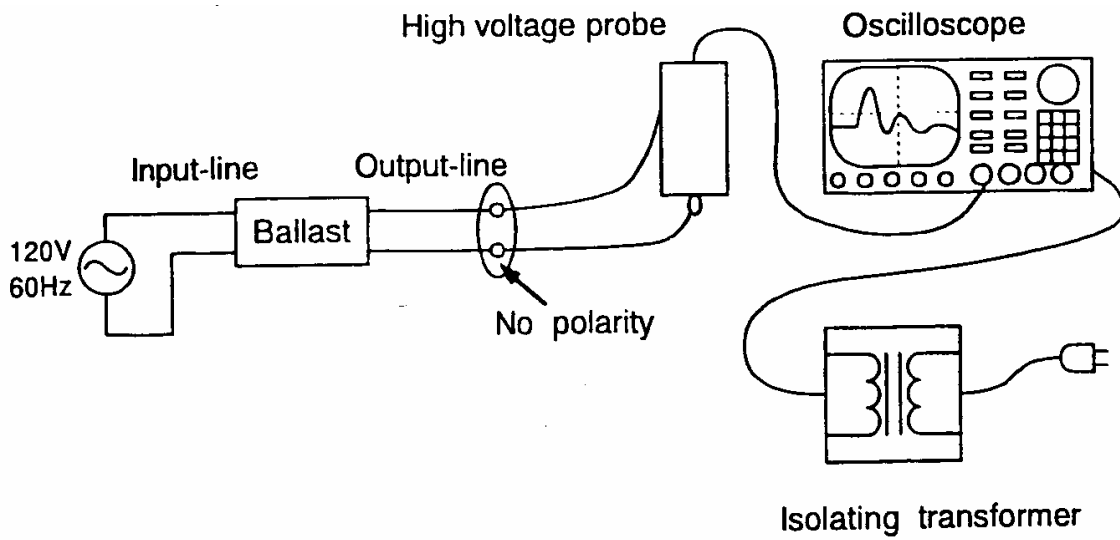 High voltage probe
Oscilloscope
Input-line
Output-line
Ballast
120V
60Hz
No polarity
Isolating transformer